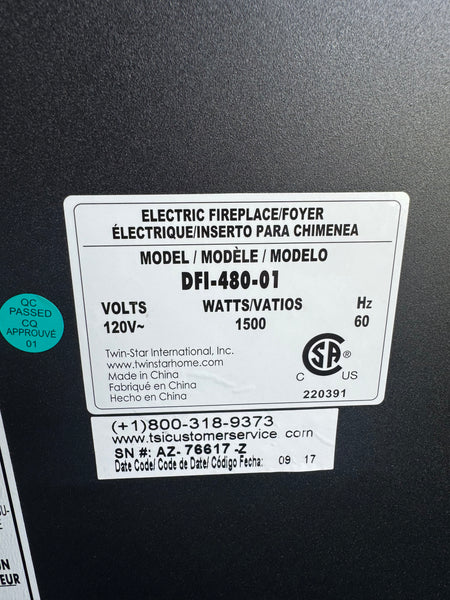 ELECTRIC FIREPLACE/FOYER
ÉLECTRIQUE/INSERTO PARA CHIMENEA
MODEL / MODÈLE / MODELO
DFI-480-01
VOLTS WATTS/VATIOS Hz
120V~ 1500 60
Twin-Star International, Inc.
www.twinstarhome.com
Made in China
Fabriqué en China
Hecho en China
C SA US
220391
QC
PASSED
CQ
APPROUVÉ
01
(+1)800-318-9373
www.tsicustomerservice com
SN #: AZ- 76617 -Z
Date Code/ Code de Date/ Código Fecha: 09 17